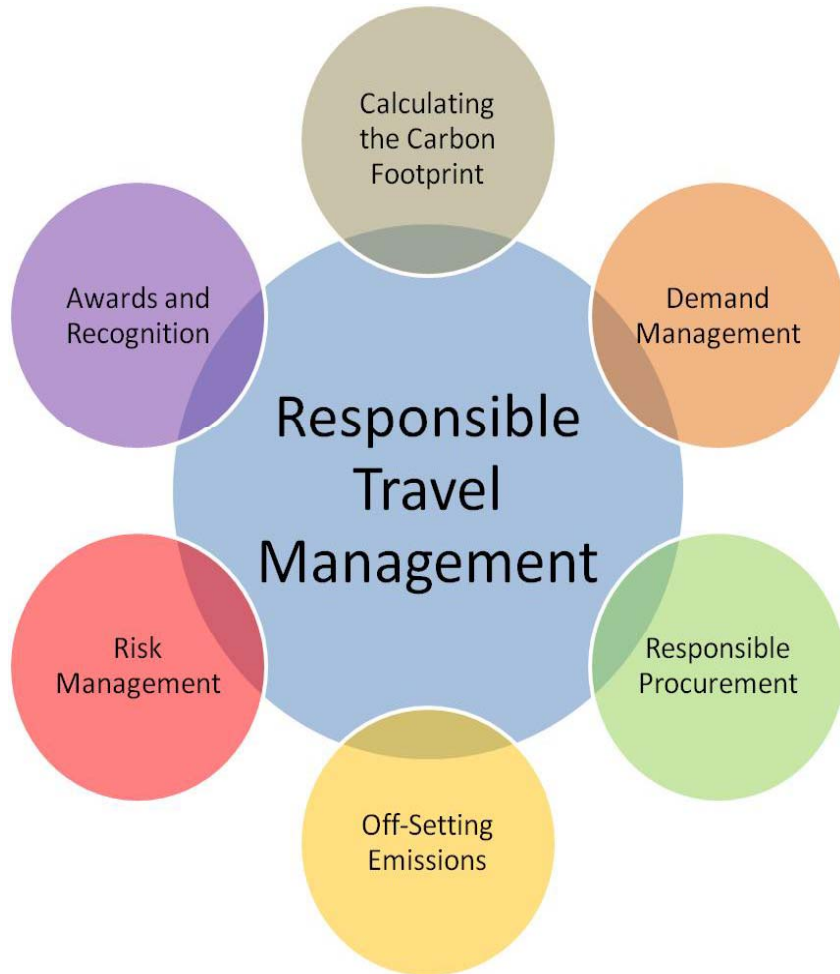 Calculating
the Carbon
Footprint
Awards and
Recognition
Demand
Management
Responsible
Travel
Management
Risk
Management
Responsible
Procurement
Off-Setting
Emissions